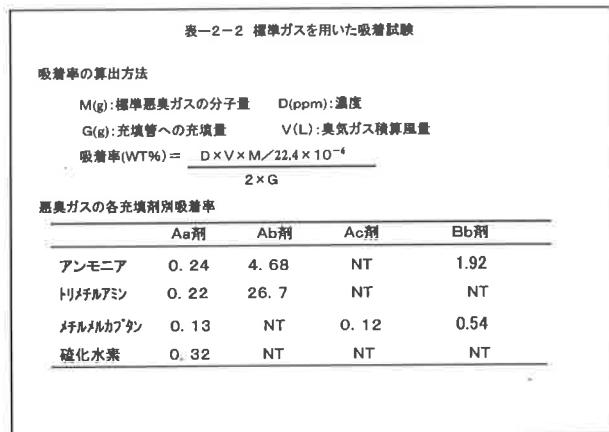 表—2−2 標準ガスを用いた吸着試験
吸着率の算出方法
M(g):標準悪臭ガスの分子量 D(ppm):濃度
G(g):充填管への充填量 V(L):臭気ガス積算風量
吸着率(WT%)= D×V×M/22.4×10⁻⁴
2×G
悪臭ガスの各充填剤別吸着率
Aa剤 Ab剤 Ac剤 Bb剤
アンモニア 0.24 4.68 NT 1.92
トリメチルアミン 0.22 26.7 NT NT
メチルメルカプタン 0.13 NT 0.12 0.54
硫化水素 0.32 NT NT NT